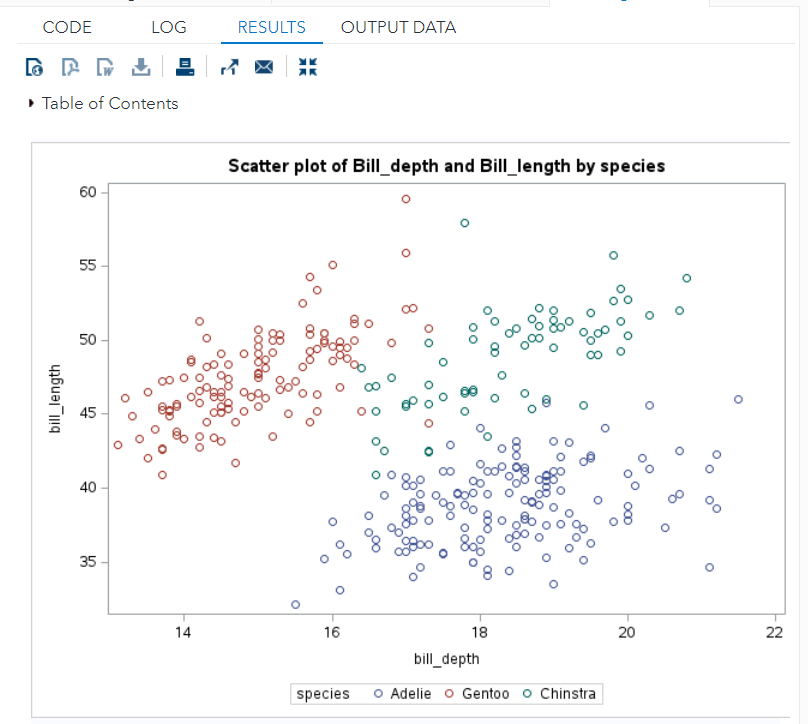 CODE LOG RESULTS OUTPUT DATA
Table of Contents
Scatter plot of Bill_depth and Bill_length by species
60
55
50
45
40
35
bill_length
14 16 18 20 22
bill_depth
species Adelie Gentoo Chinstra